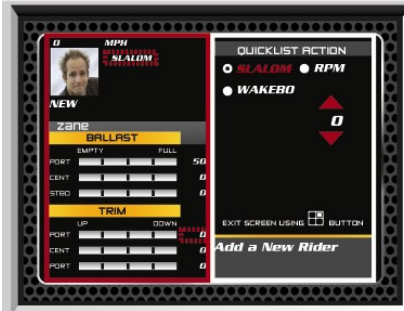 0 MPH
SLALOM
NEW
zane
BALLAST
EMPTY FULL
PORT 50
CENT 0
STBD 0
TRIM
UP DOWN
PORT 0
CENT 0
PORT 0
QUICKLIST ACTION
SLALOM RPM
WAKEBO
0
EXIT SCREEN USING BUTTON
Add a New Rider